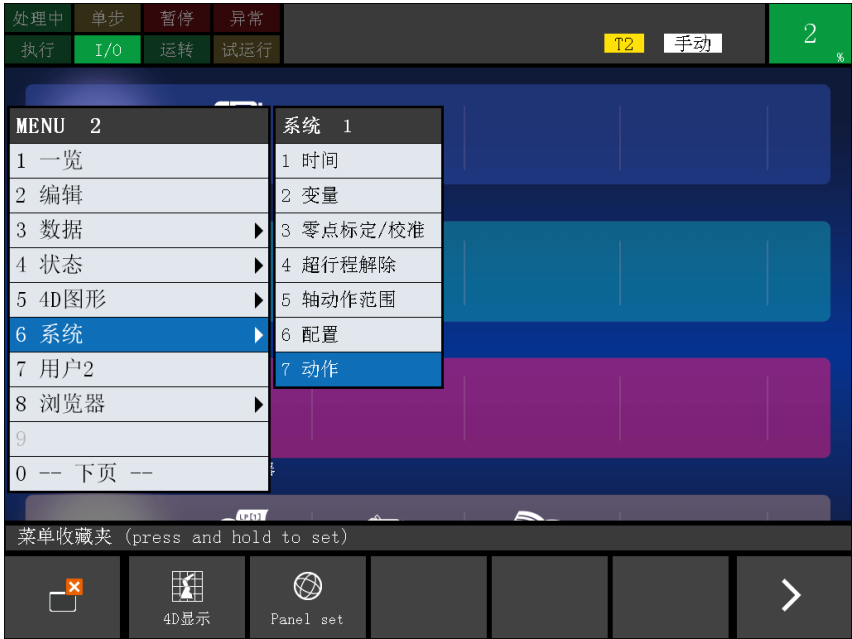 处理中 单步 暂停 异常
执行 I/O 运转 试运行
T2 手动
2 %
MENU 2
1 一览
2 编辑
3 数据
4 状态
5 4D图形
6 系统
7 用户2
8 浏览器
9
0 -- 下页 --
系统 1
1 时间
2 变量
3 零点标定/校准
4 超行程解除
5 轴动作范围
6 配置
7 动作
LP[1]
菜单收藏夹 (press and hold to set)
4D显示
Panel set